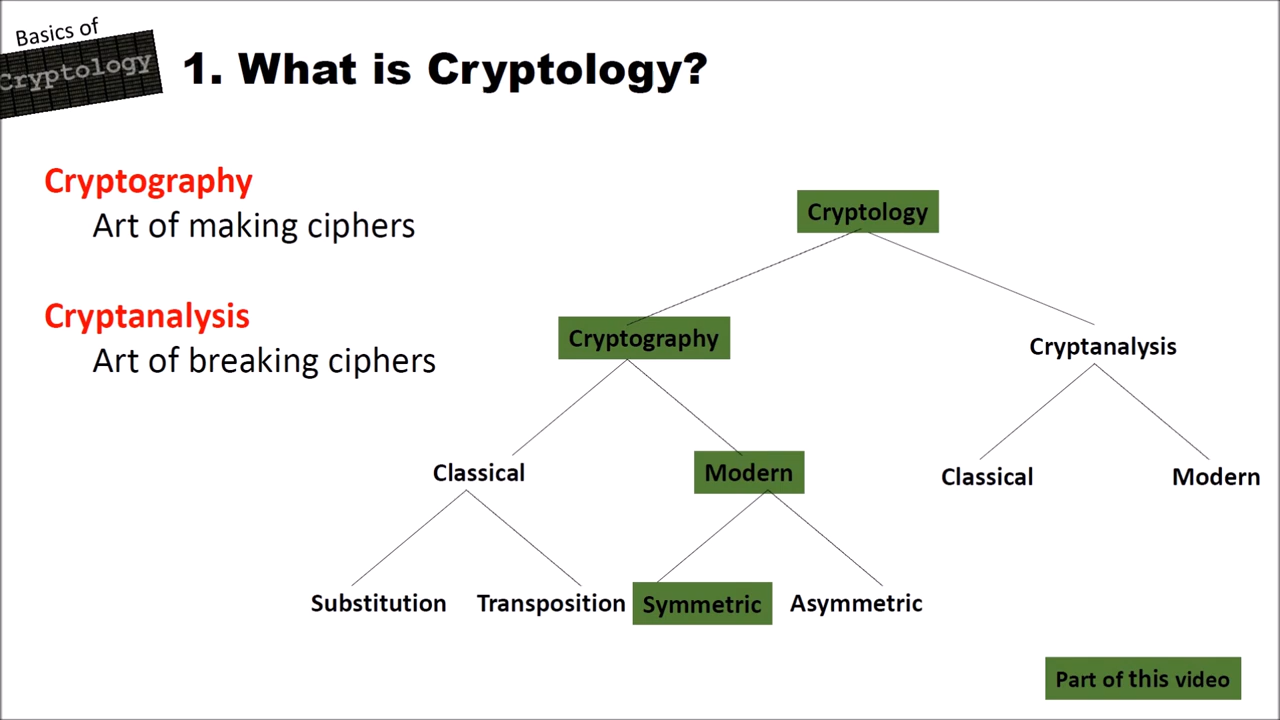 Basics of
Cryptology
1. What is Cryptology?
Cryptography
Art of making ciphers
Cryptanalysis
Art of breaking ciphers
Cryptology
Cryptography
Cryptanalysis
Classical
Modern
Classical
Modern
Substitution
Transposition
Symmetric
Asymmetric
Part of this video